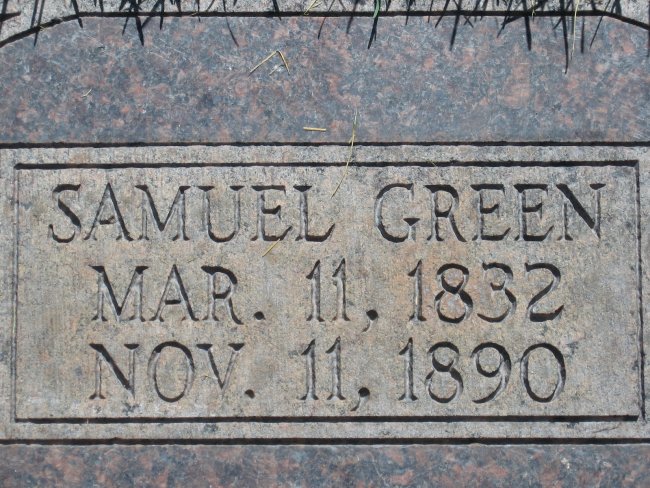 SAMUEL GREEN
MAR. 11, 1832
NOV. 11, 1890